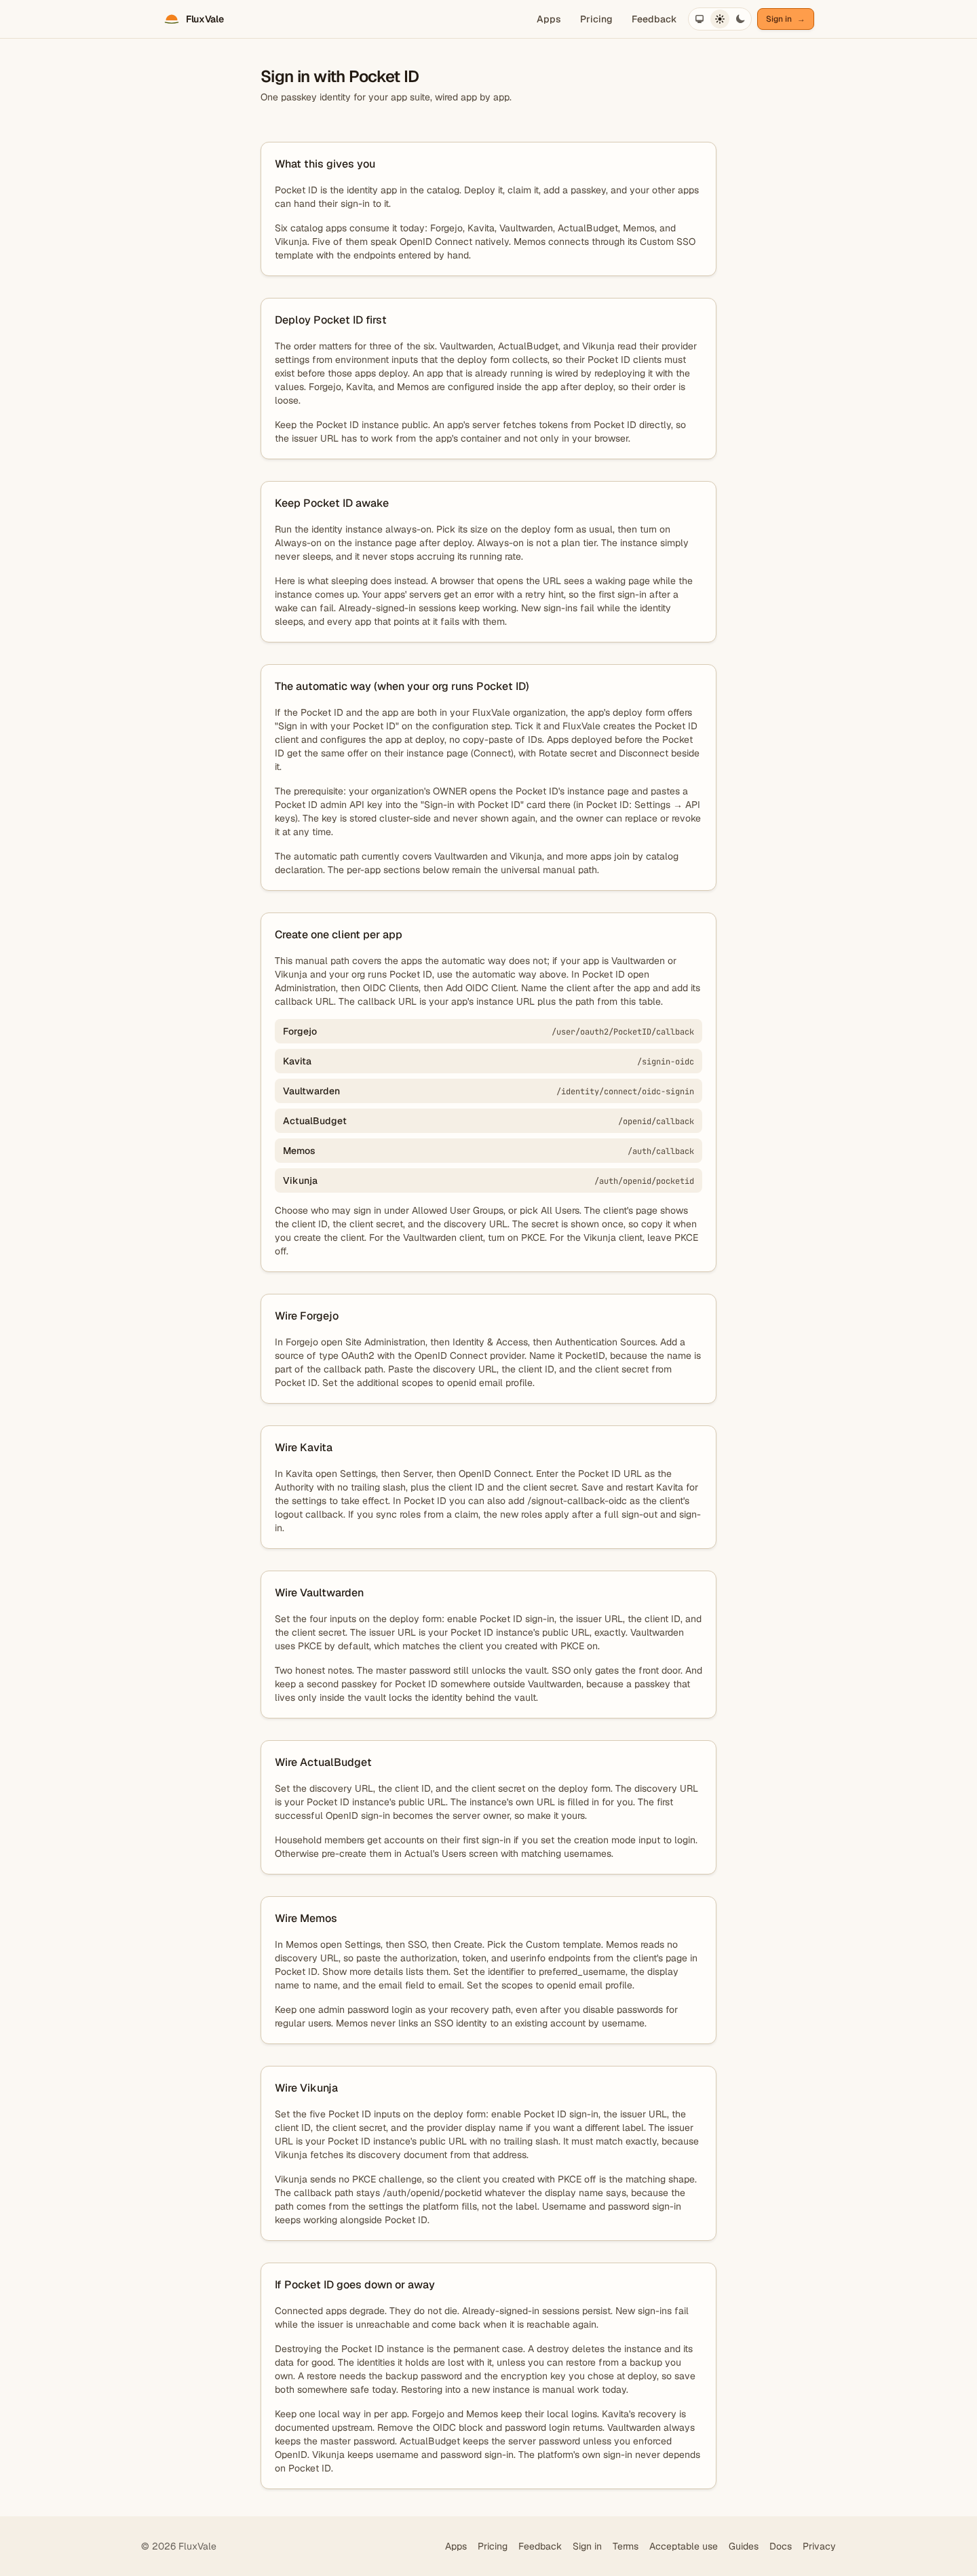 FluxVale
Apps
Pricing
Feedback
Sign in →
Sign in with Pocket ID
One passkey identity for your app suite, wired app by app.
What this gives you
Pocket ID is the identity app in the catalog. Deploy it, claim it, add a passkey, and your other apps
can hand their sign-in to it.
Six catalog apps consume it today: Forgejo, Kavita, Vaultwarden, ActualBudget, Memos, and
Vikunja. Five of them speak OpenID Connect natively. Memos connects through its Custom SSO
template with the endpoints entered by hand.
Deploy Pocket ID first
The order matters for three of the six. Vaultwarden, ActualBudget, and Vikunja read their provider
settings from environment inputs that the deploy form collects, so their Pocket ID clients must
exist before those apps deploy. An app that is already running is wired by redeploying it with the
values. Forgejo, Kavita, and Memos are configured inside the app after deploy, so their order is
loose.
Keep the Pocket ID instance public. An app's server fetches tokens from Pocket ID directly, so
the issuer URL has to work from the app's container and not only in your browser.
Keep Pocket ID awake
Run the identity instance always-on. Pick its size on the deploy form as usual, then turn on
Always-on on the instance page after deploy. Always-on is not a plan tier. The instance simply
never sleeps, and it never stops accruing its running rate.
Here is what sleeping does instead. A browser that opens the URL sees a waking page while the
instance comes up. Your apps' servers get an error with a retry hint, so the first sign-in after a
wake can fail. Already-signed-in sessions keep working. New sign-ins fail while the identity
sleeps, and every app that points at it fails with them.
The automatic way (when your org runs Pocket ID)
If the Pocket ID and the app are both in your FluxVale organization, the app's deploy form offers
"Sign in with your Pocket ID" on the configuration step. Tick it and FluxVale creates the Pocket ID
client and configures the app at deploy, no copy-paste of IDs. Apps deployed before the Pocket
ID get the same offer on their instance page (Connect), with Rotate secret and Disconnect beside
it.
The prerequisite: your organization's OWNER opens the Pocket ID's instance page and pastes a
Pocket ID admin API key into the "Sign-in with Pocket ID" card there (in Pocket ID: Settings → API
keys). The key is stored cluster-side and never shown again, and the owner can replace or revoke
it at any time.
The automatic path currently covers Vaultwarden and Vikunja, and more apps join by catalog
declaration. The per-app sections below remain the universal manual path.
Create one client per app
This manual path covers the apps the automatic way does not; if your app is Vaultwarden or
Vikunja and your org runs Pocket ID, use the automatic way above. In Pocket ID open
Administration, then OIDC Clients, then Add OIDC Client. Name the client after the app and add its
callback URL. The callback URL is your app's instance URL plus the path from this table.
Forgejo /user/oauth2/PocketID/callback
Kavita /signin-oidc
Vaultwarden /identity/connect/oidc-signin
ActualBudget /openid/callback
Memos /auth/callback
Vikunja /auth/openid/pocketid
Choose who may sign in under Allowed User Groups, or pick All Users. The client's page shows
the client ID, the client secret, and the discovery URL. The secret is shown once, so copy it when
you create the client. For the Vaultwarden client, turn on PKCE. For the Vikunja client, leave PKCE
off.
Wire Forgejo
In Forgejo open Site Administration, then Identity & Access, then Authentication Sources. Add a
source of type OAuth2 with the OpenID Connect provider. Name it PocketID, because the name is
part of the callback path. Paste the discovery URL, the client ID, and the client secret from
Pocket ID. Set the additional scopes to openid email profile.
Wire Kavita
In Kavita open Settings, then Server, then OpenID Connect. Enter the Pocket ID URL as the
Authority with no trailing slash, plus the client ID and the client secret. Save and restart Kavita for
the settings to take effect. In Pocket ID you can also add /signout-callback-oidc as the client's
logout callback. If you sync roles from a claim, the new roles apply after a full sign-out and sign-
in.
Wire Vaultwarden
Set the four inputs on the deploy form: enable Pocket ID sign-in, the issuer URL, the client ID, and
the client secret. The issuer URL is your Pocket ID instance's public URL, exactly. Vaultwarden
uses PKCE by default, which matches the client you created with PKCE on.
Two honest notes. The master password still unlocks the vault. SSO only gates the front door. And
keep a second passkey for Pocket ID somewhere outside Vaultwarden, because a passkey that
lives only inside the vault locks the identity behind the vault.
Wire ActualBudget
Set the discovery URL, the client ID, and the client secret on the deploy form. The discovery URL
is your Pocket ID instance's public URL. The instance's own URL is filled in for you. The first
successful OpenID sign-in becomes the server owner, so make it yours.
Household members get accounts on their first sign-in if you set the creation mode input to login.
Otherwise pre-create them in Actual's Users screen with matching usernames.
Wire Memos
In Memos open Settings, then SSO, then Create. Pick the Custom template. Memos reads no
discovery URL, so paste the authorization, token, and userinfo endpoints from the client's page in
Pocket ID. Show more details lists them. Set the identifier to preferred_username, the display
name to name, and the email field to email. Set the scopes to openid email profile.
Keep one admin password login as your recovery path, even after you disable passwords for
regular users. Memos never links an SSO identity to an existing account by username.
Wire Vikunja
Set the five Pocket ID inputs on the deploy form: enable Pocket ID sign-in, the issuer URL, the
client ID, the client secret, and the provider display name if you want a different label. The issuer
URL is your Pocket ID instance's public URL with no trailing slash. It must match exactly, because
Vikunja fetches its discovery document from that address.
Vikunja sends no PKCE challenge, so the client you created with PKCE off is the matching shape.
The callback path stays /auth/openid/pocketid whatever the display name says, because the
path comes from the settings the platform fills, not the label. Username and password sign-in
keeps working alongside Pocket ID.
If Pocket ID goes down or away
Connected apps degrade. They do not die. Already-signed-in sessions persist. New sign-ins fail
while the issuer is unreachable and come back when it is reachable again.
Destroying the Pocket ID instance is the permanent case. A destroy deletes the instance and its
data for good. The identities it holds are lost with it, unless you can restore from a backup you
own. A restore needs the backup password and the encryption key you chose at deploy, so save
both somewhere safe today. Restoring into a new instance is manual work today.
Keep one local way in per app. Forgejo and Memos keep their local logins. Kavita's recovery is
documented upstream. Remove the OIDC block and password login returns. Vaultwarden always
keeps the master password. ActualBudget keeps the server password unless you enforced
OpenID. Vikunja keeps username and password sign-in. The platform's own sign-in never depends
on Pocket ID.
© 2026 FluxVale
Apps
Pricing
Feedback
Sign in
Terms
Acceptable use
Guides
Docs
Privacy